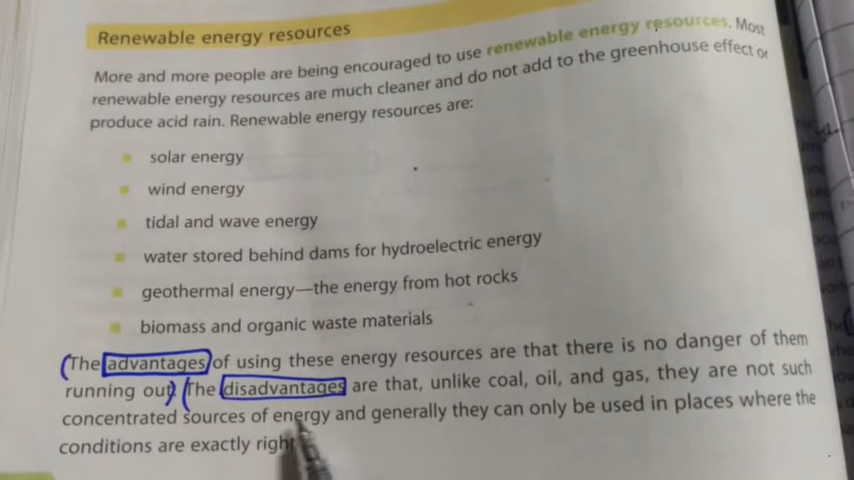 Renewable energy resources
More and more people are being encouraged to use renewable energy resources. Most
renewable energy resources are much cleaner and do not add to the greenhouse effect or
produce acid rain. Renewable energy resources are:
solar energy
wind energy
tidal and wave energy
water stored behind dams for hydroelectric energy
geothermal energy—the energy from hot rocks
biomass and organic waste materials
(The advantages of using these energy resources are that there is no danger of them
running out) (The disadvantages are that, unlike coal, oil, and gas, they are not such
concentrated sources of energy and generally they can only be used in places where the
conditions are exactly right